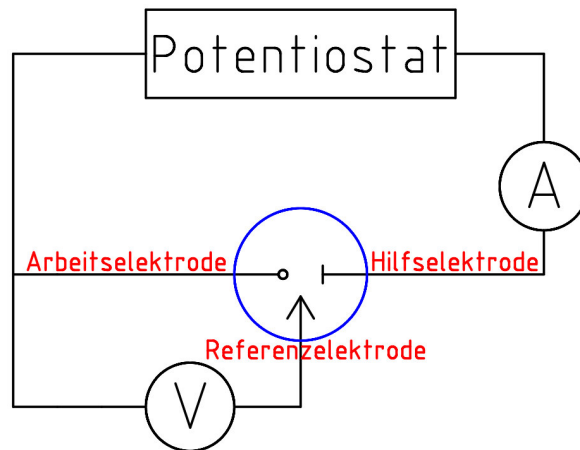 Potentiostat
A
Arbeitselektrode
Hilfselektrode
Referenzelektrode
V